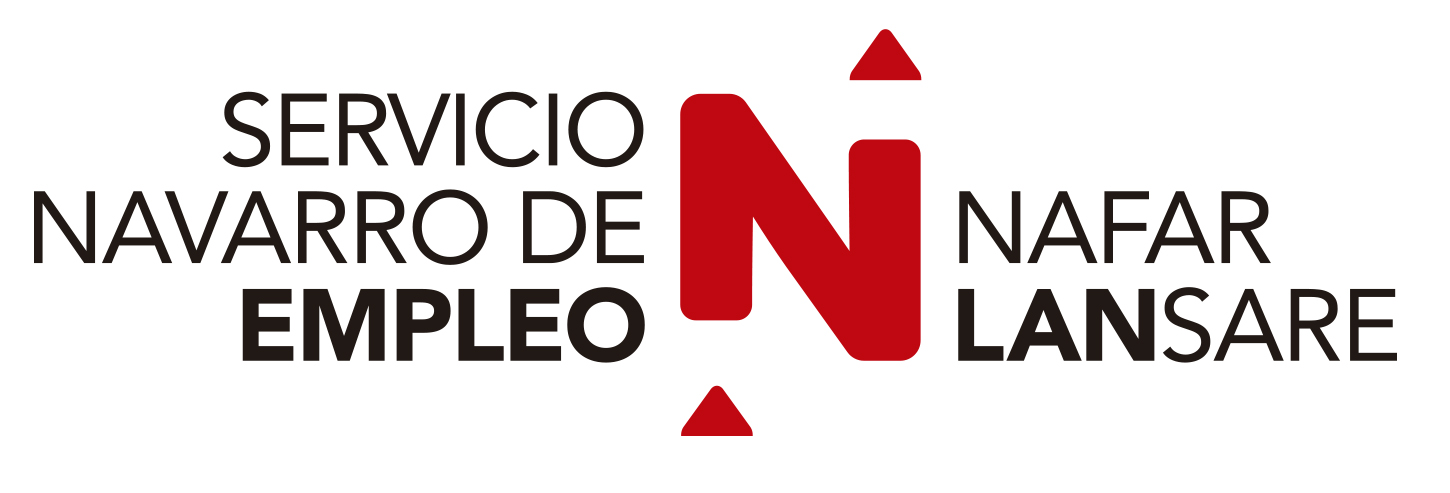 SERVICIO
NAVARRO DE
EMPLEO
N
NAFAR
LANSARE